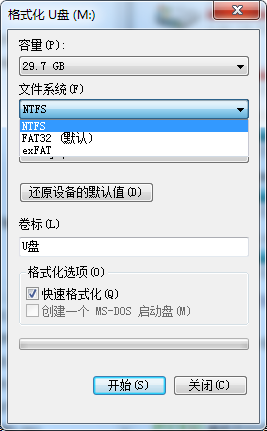 格式化 U盘 (M:)
容量(P):
29.7 GB
文件系统(F)
NTFS
NTFS
FAT32 (默认)
exFAT
还原设备的默认值(D)
卷标(L)
U盘
格式化选项(O)
快速格式化(Q)
创建一个 MS-DOS 启动盘(M)
开始(S)
关闭(C)